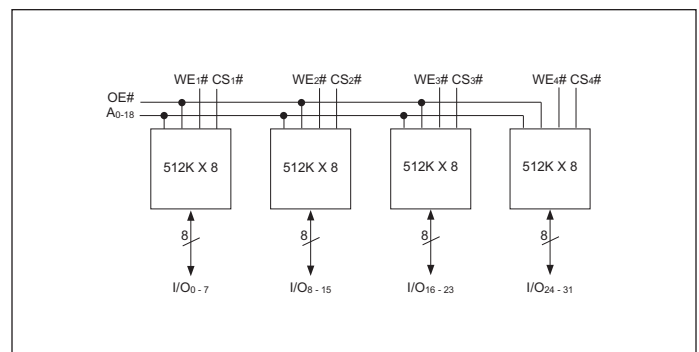 WE1# CS1# WE2# CS2# WE3# CS3# WE4# CS4#
OE#
A0-18
512K X 8 512K X 8 512K X 8 512K X 8
8 8 8 8
I/O0 - 7 I/O8 - 15 I/O16 - 23 I/O24 - 31